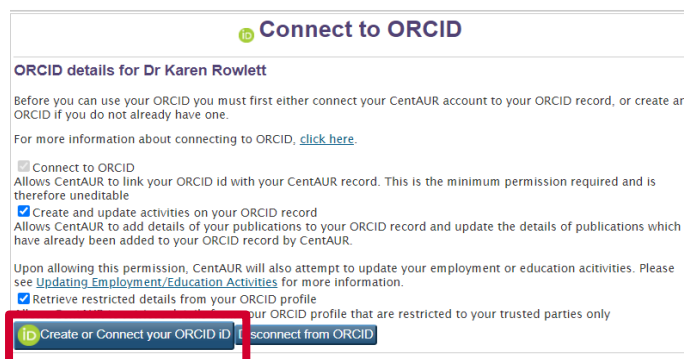 iD Connect to ORCID
ORCID details for Dr Karen Rowlett
Before you can use your ORCID you must first either connect your CentAUR account to your ORCID record, or create an
ORCID if you do not already have one.
For more information about connecting to ORCID, click here.
Connect to ORCID
Allows CentAUR to link your ORCID id with your CentAUR record. This is the minimum permission required and is
therefore uneditable
Create and update activities on your ORCID record
Allows CentAUR to add details of your publications to your ORCID record and update the details of publications which
have already been added to your ORCID record by CentAUR.
Upon allowing this permission, CentAUR will also attempt to update your employment or education acitivities. Please
see Updating Employment/Education Activities for more information.
Retrieve restricted details from your ORCID profile
our ORCID profile that are restricted to your trusted parties only
iD Create or Connect your ORCID iD Disconnect from ORCID